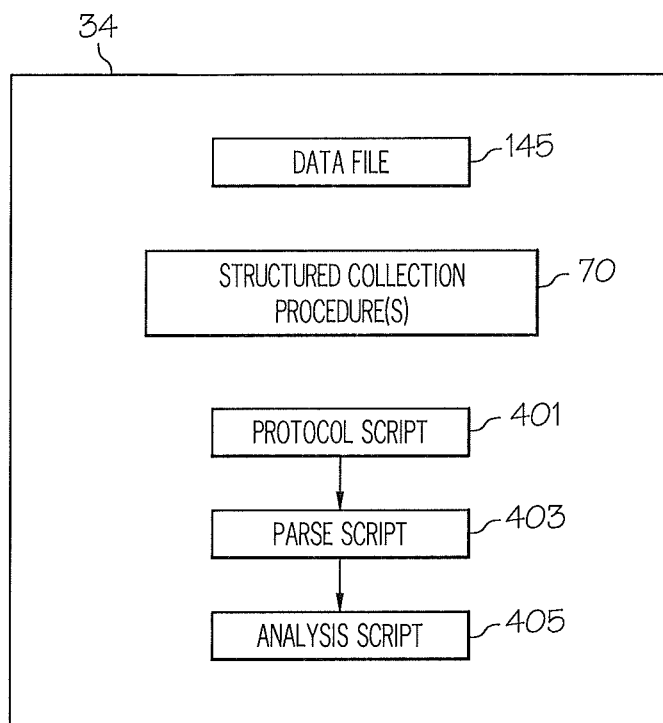 34
DATA FILE
145
STRUCTURED COLLECTION
PROCEDURE(S)
70
PROTOCOL SCRIPT
401
PARSE SCRIPT
403
ANALYSIS SCRIPT
405